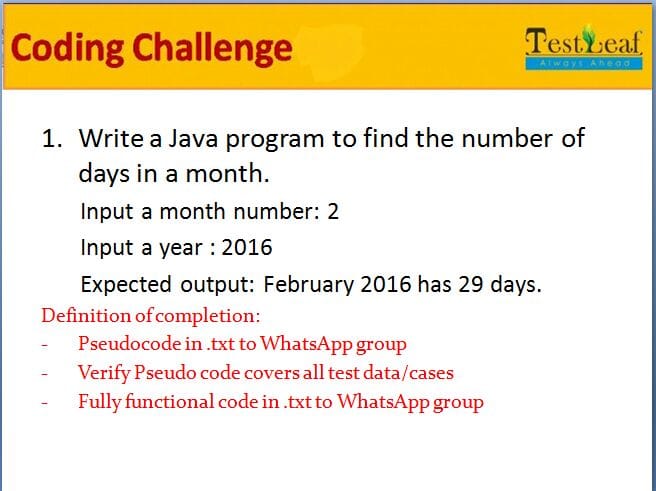 Coding Challenge
TestLeaf
Always Ahead
1. Write a Java program to find the number of
days in a month.
Input a month number: 2
Input a year : 2016
Expected output: February 2016 has 29 days.
Definition of completion:
- Pseudocode in .txt to WhatsApp group
- Verify Pseudo code covers all test data/cases
- Fully functional code in .txt to WhatsApp group